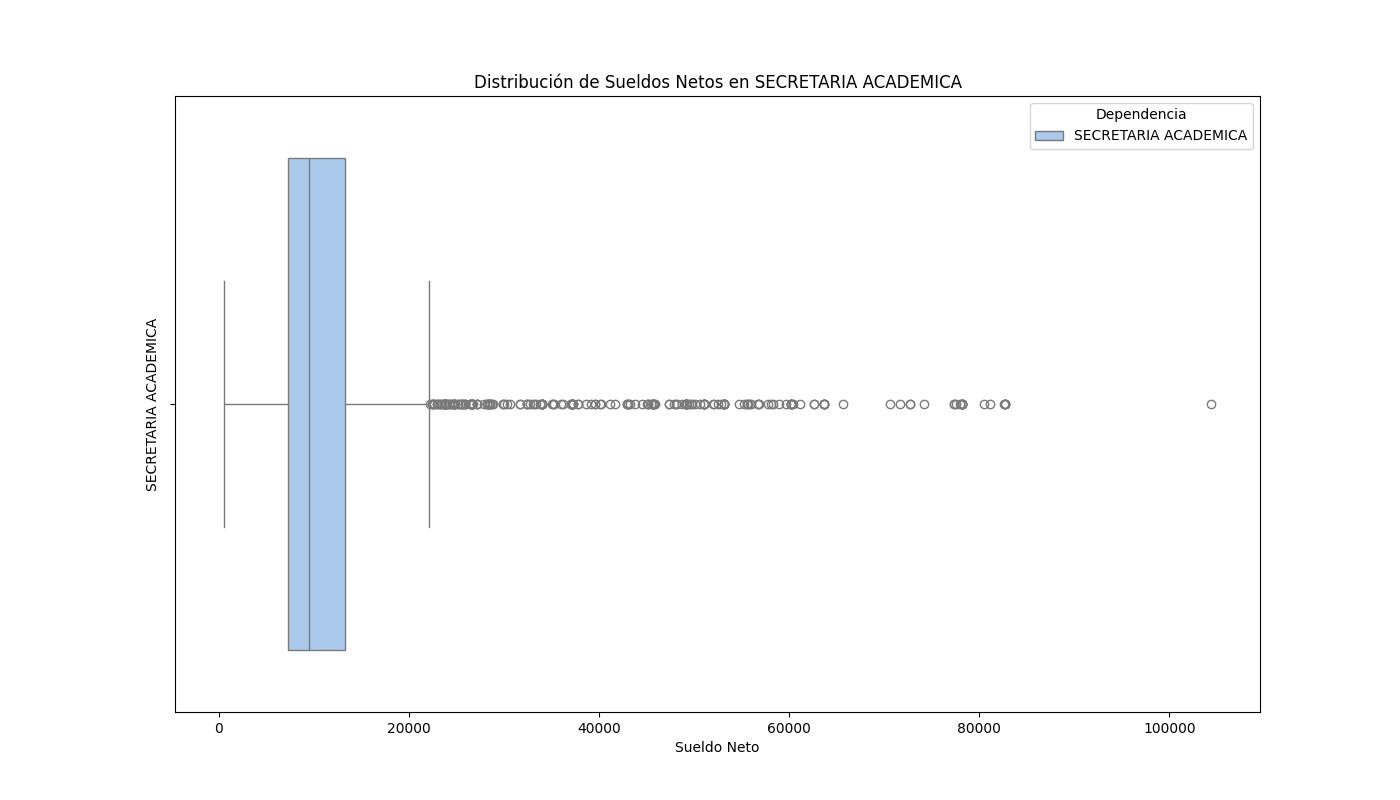 Distribución de Sueldos Netos en SECRETARIA ACADEMICA
Dependencia
SECRETARIA ACADEMICA
SECRETARIA ACADEMICA
0
20000
40000
60000
80000
100000
Sueldo Neto